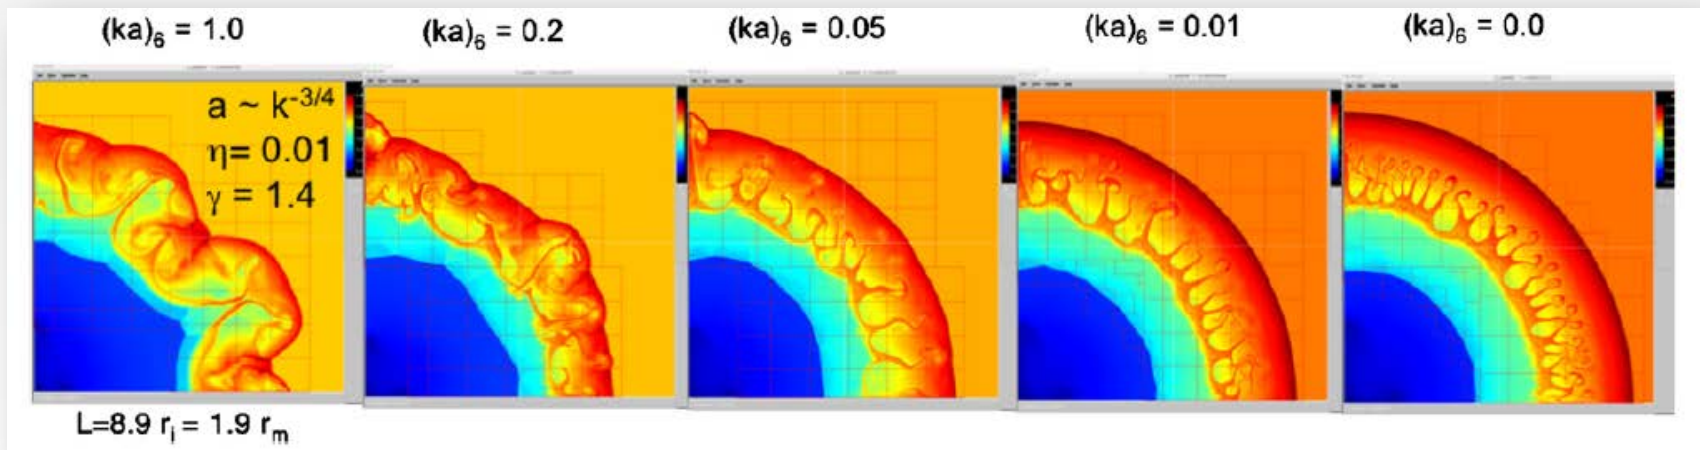 (ka)₆ = 1.0
(ka)₆ = 0.2
(ka)₆ = 0.05
(ka)₆ = 0.01
(ka)₆ = 0.0
a ~ k⁻³/⁴
η= 0.01
γ = 1.4
L=8.9 rᵢ = 1.9 rₘ